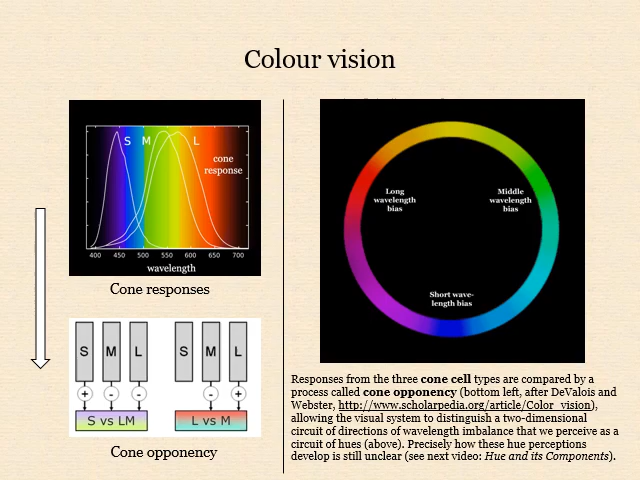 Colour vision
S M L
cone
response
400 450 500 550 600 650 700
wavelength
Cone responses
Long
wavelength
bias
Middle
wavelength
bias
Short wave-
length bias
S M L S M L
+ - - - +
S vs LM L vs M
Cone opponency
Responses from the three cone cell types are compared by a
process called cone opponency (bottom left, after DeValois and
Webster, http://www.scholarpedia.org/article/Color_vision),
allowing the visual system to distinguish a two-dimensional
circuit of directions of wavelength imbalance that we perceive as a
circuit of hues (above). Precisely how these hue perceptions
develop is still unclear (see next video: Hue and its Components).